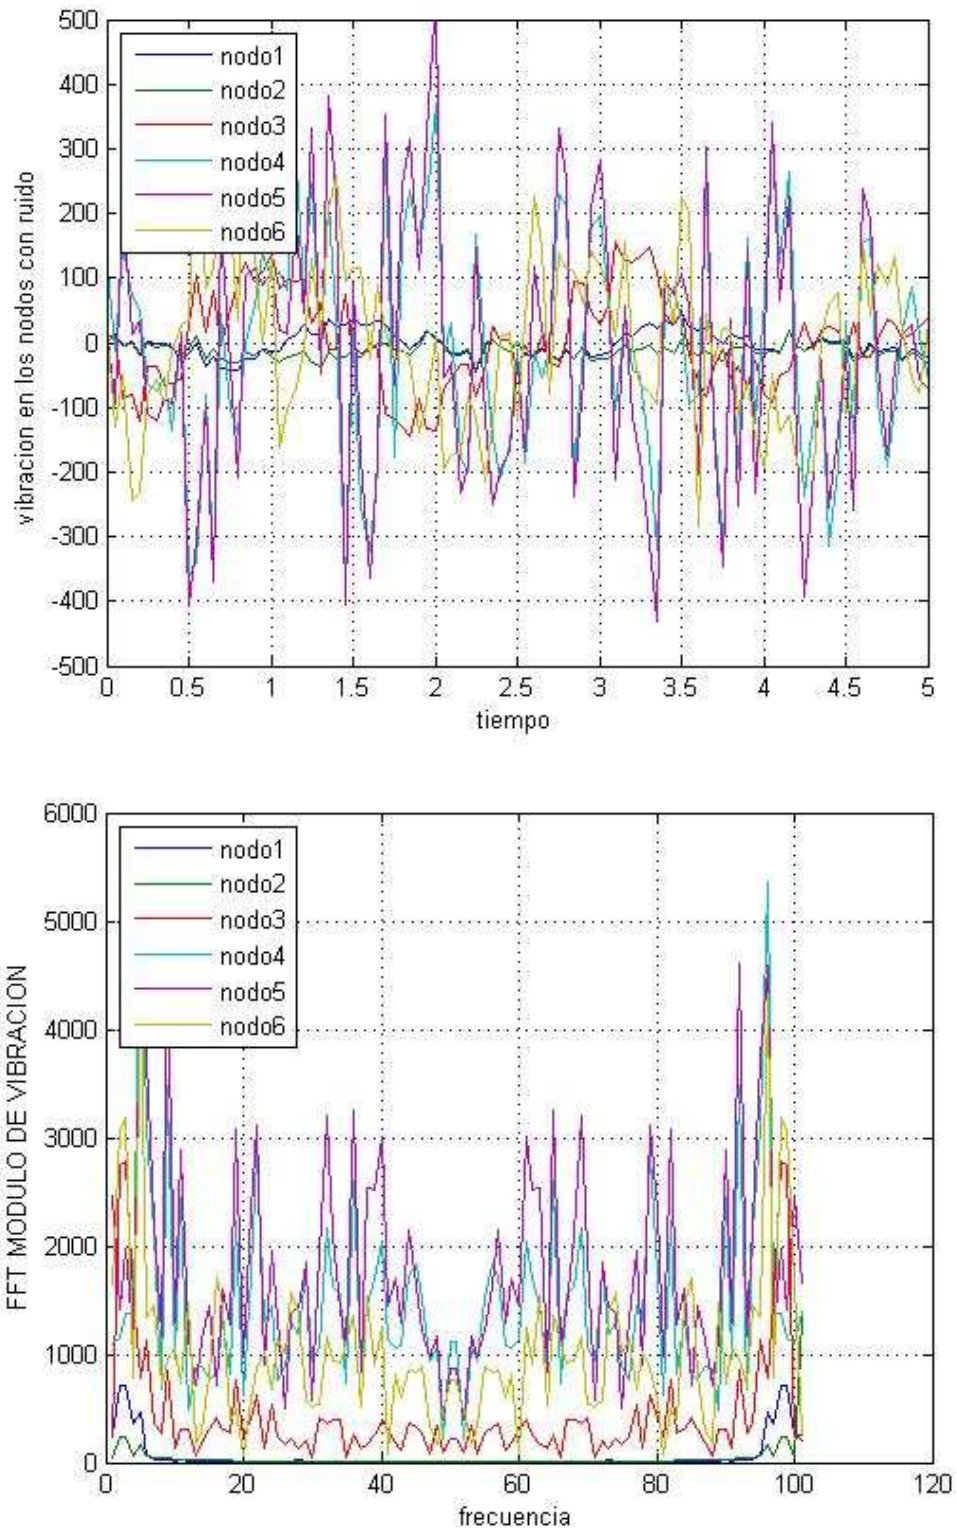 500
400
300
200
100
0
-100
-200
-300
-400
-500
vibracion en los nodos con ruido
nodo1
nodo2
nodo3
nodo4
nodo5
nodo6
0 0.5 1 1.5 2 2.5 3 3.5 4 4.5 5
tiempo
6000
5000
4000
3000
2000
1000
0
FFT MODULO DE VIBRACION
nodo1
nodo2
nodo3
nodo4
nodo5
nodo6
0 20 40 60 80 100 120
frecuencia